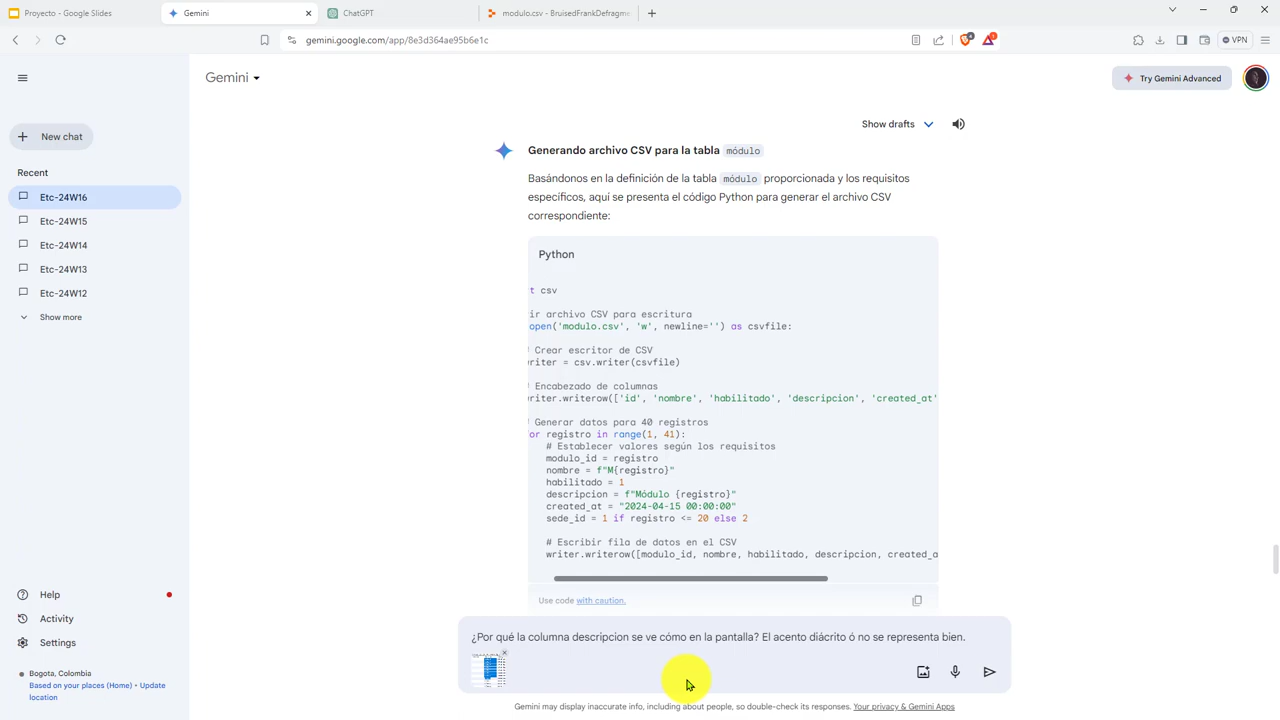 Proyecto - Google Slides
Gemini
ChatGPT
modulo.csv - BruisedFrankDefragme
gemini.google.com/app/8e3d364ae95b6e1c
VPN
Gemini
Try Gemini Advanced
New chat
Recent
Etc-24W16
Etc-24W15
Etc-24W14
Etc-24W13
Etc-24W12
Show more
Show drafts
Generando archivo CSV para la tabla módulo
Basándonos en la definición de la tabla módulo proporcionada y los requisitos
específicos, aquí se presenta el código Python para generar el archivo CSV
correspondiente:
Python
t csv
ir archivo CSV para escritura
open('modulo.csv', 'w', newline='') as csvfile:
# Crear escritor de CSV
writer = csv.writer(csvfile)
# Encabezado de columnas
writer.writerow(['id', 'nombre', 'habilitado', 'descripcion', 'created_at'
# Generar datos para 40 registros
for registro in range(1, 41):
# Establecer valores según los requisitos
modulo_id = registro
nombre = f"M{registro}"
habilitado = 1
descripcion = f"Módulo {registro}"
created_at = "2024-04-15 00:00:00"
sede_id = 1 if registro <= 20 else 2
# Escribir fila de datos en el CSV
writer.writerow([modulo_id, nombre, habilitado, descripcion, created_a
Use code with caution.
¿Por qué la columna descripcion se ve cómo en la pantalla? El acento diácrito ó no se representa bien.
Help
Activity
Settings
Bogota, Colombia
Based on your places (Home) • Update
location
Gemini may display inaccurate info, including about people, so double-check its responses. Your privacy & Gemini Apps